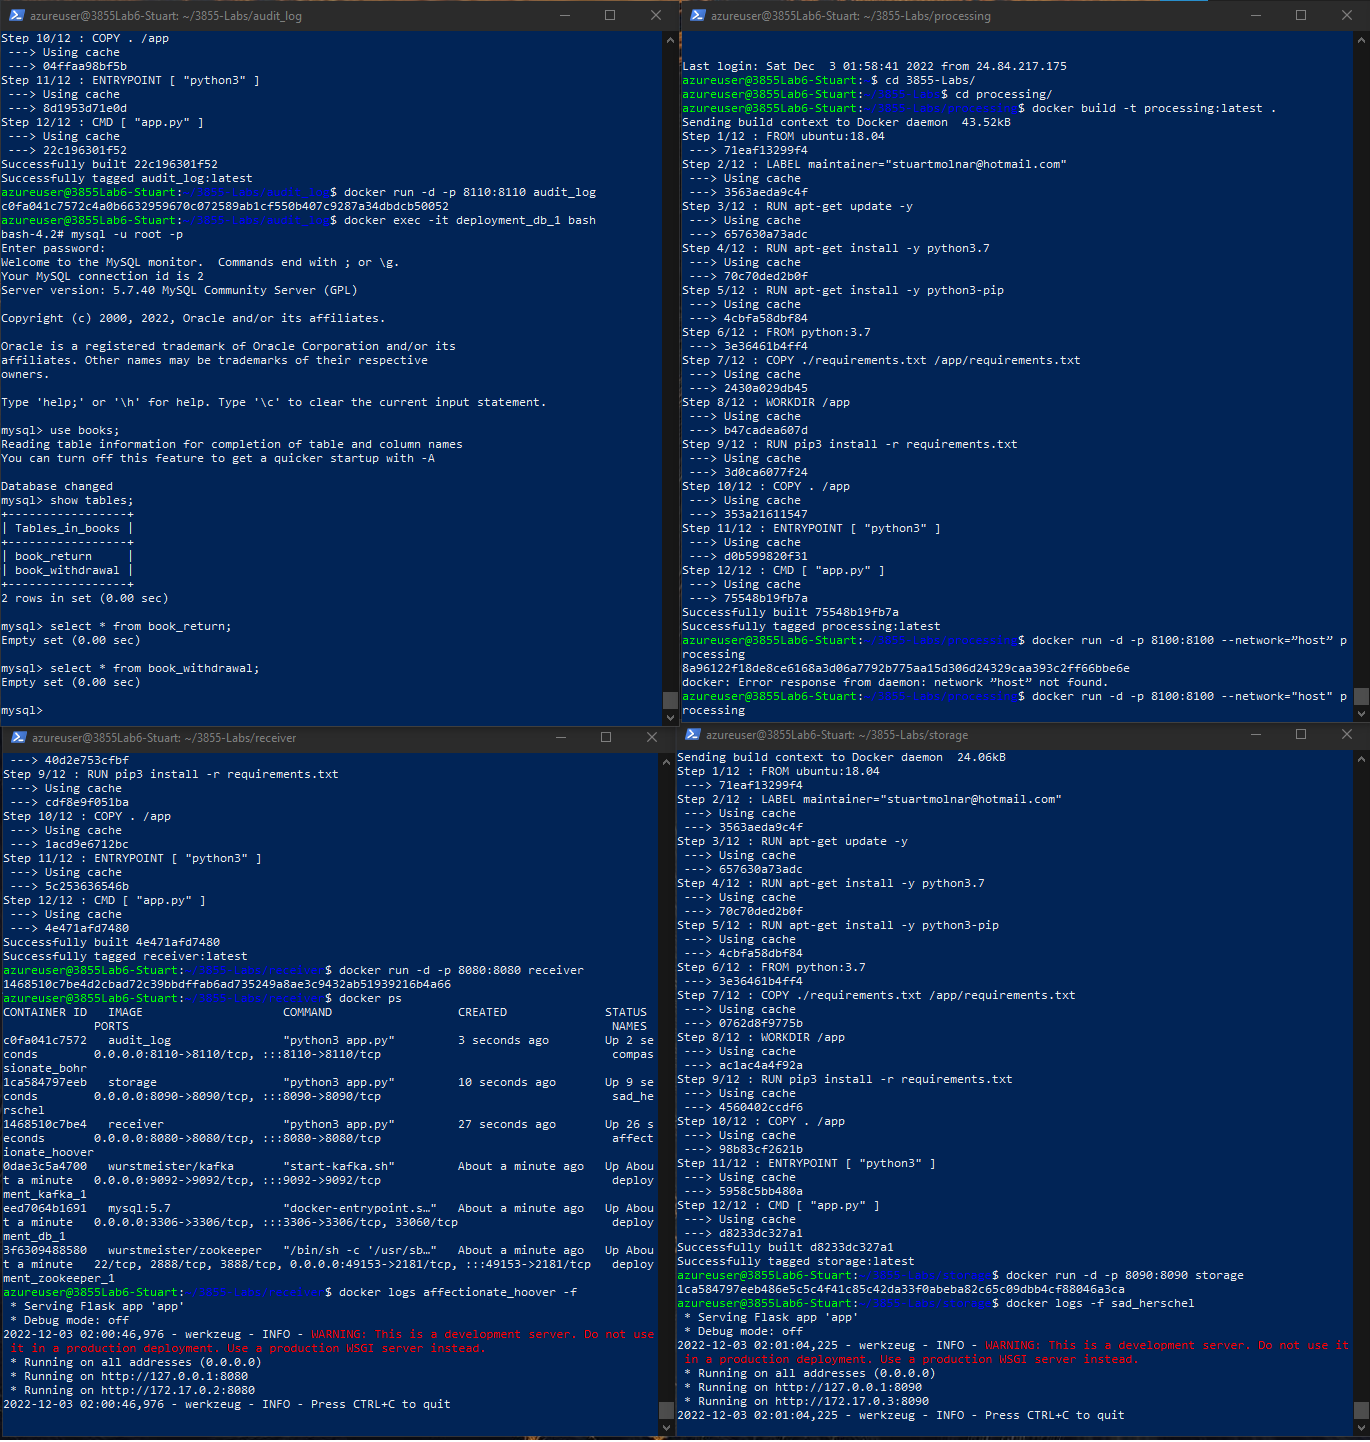 azureuser@3855Lab6-Stuart: ~/3855-Labs/audit_log
Step 10/12 : COPY . /app
---> Using cache
---> 04ffaa98bf5b
Step 11/12 : ENTRYPOINT [ "python3" ]
---> Using cache
---> 8d1953d71e0d
Step 12/12 : CMD [ "app.py" ]
---> Using cache
---> 22c196301f52
Successfully built 22c196301f52
Successfully tagged audit_log:latest
azureuser@3855Lab6-Stuart:~/3855-Labs/audit_log$ docker run -d -p 8110:8110 audit_log
c0fa041c7572c4a0b6632959670c072589ab1cf550b407c9287a34dbdcb50052
azureuser@3855Lab6-Stuart:~/3855-Labs/audit_log$ docker exec -it deployment_db_1 bash
bash-4.2# mysql -u root -p
Enter password:
Welcome to the MySQL monitor.  Commands end with ; or \g.
Your MySQL connection id is 2
Server version: 5.7.40 MySQL Community Server (GPL)
Copyright (c) 2000, 2022, Oracle and/or its affiliates.
Oracle is a registered trademark of Oracle Corporation and/or its
affiliates. Other names may be trademarks of their respective
owners.
Type 'help;' or '\h' for help. Type '\c' to clear the current input statement.
mysql> use books;
Reading table information for completion of table and column names
You can turn off this feature to get a quicker startup with -A
Database changed
mysql> show tables;
+-----------------+
| Tables_in_books |
+-----------------+
| book_return     |
| book_withdrawal |
+-----------------+
2 rows in set (0.00 sec)
mysql> select * from book_return;
Empty set (0.00 sec)
mysql> select * from book_withdrawal;
Empty set (0.00 sec)
mysql>
azureuser@3855Lab6-Stuart: ~/3855-Labs/processing
Last login: Sat Dec  3 01:58:41 2022 from 24.84.217.175
azureuser@3855Lab6-Stuart: $ cd 3855-Labs/
azureuser@3855Lab6-Stuart:~/3855-Labs$ cd processing/
azureuser@3855Lab6-Stuart:~/3855-Labs/processing$ docker build -t processing:latest .
Sending build context to Docker daemon  43.52kB
Step 1/12 : FROM ubuntu:18.04
---> 71eaf13299f4
Step 2/12 : LABEL maintainer="stuartmolnar@hotmail.com"
---> Using cache
---> 3563aeda9c4f
Step 3/12 : RUN apt-get update -y
---> Using cache
---> 657630a73adc
Step 4/12 : RUN apt-get install -y python3.7
---> Using cache
---> 70c70ded2b0f
Step 5/12 : RUN apt-get install -y python3-pip
---> Using cache
---> 4cbfa58dbf84
Step 6/12 : FROM python:3.7
---> 3e36461b4ff4
Step 7/12 : COPY ./requirements.txt /app/requirements.txt
---> Using cache
---> 2430a029db45
Step 8/12 : WORKDIR /app
---> Using cache
---> b47cadea607d
Step 9/12 : RUN pip3 install -r requirements.txt
---> Using cache
---> 3d0ca6077f24
Step 10/12 : COPY . /app
---> Using cache
---> 353a21611547
Step 11/12 : ENTRYPOINT [ "python3" ]
---> Using cache
---> d0b599820f31
Step 12/12 : CMD [ "app.py" ]
---> Using cache
---> 75548b19fb7a
Successfully built 75548b19fb7a
Successfully tagged processing:latest
azureuser@3855Lab6-Stuart:~/3855-Labs/processing$ docker run -d -p 8100:8100 --network=”host” p
rocessing
8a96122f18de8ce6168a3d06a7792b775aa15d306d24329caa393c2ff66bbe6e
docker: Error response from daemon: network ”host” not found.
azureuser@3855Lab6-Stuart:~/3855-Labs/processing$ docker run -d -p 8100:8100 --network="host" p
rocessing
azureuser@3855Lab6-Stuart: ~/3855-Labs/receiver
---> 40d2e753cfbf
Step 9/12 : RUN pip3 install -r requirements.txt
---> Using cache
---> cdf8e9f051ba
Step 10/12 : COPY . /app
---> Using cache
---> 1acd9e6712bc
Step 11/12 : ENTRYPOINT [ "python3" ]
---> Using cache
---> 5c253636546b
Step 12/12 : CMD [ "app.py" ]
---> Using cache
---> 4e471afd7480
Successfully built 4e471afd7480
Successfully tagged receiver:latest
azureuser@3855Lab6-Stuart:~/3855-Labs/receiver$ docker run -d -p 8080:8080 receiver
1468510c7be4d2cbad72c39bbdffab6ad735249a8ae3c9432ab51939216b4a66
azureuser@3855Lab6-Stuart:~/3855-Labs/receiver$ docker ps
CONTAINER ID   IMAGE                    COMMAND                  CREATED              STATUS
PORTS                                                                    NAMES
c0fa041c7572   audit_log                "python3 app.py"         3 seconds ago        Up 2 se
conds        0.0.0.0:8110->8110/tcp, :::8110->8110/tcp                                 compas
sionate_bohr
1ca584797eeb   storage                  "python3 app.py"         10 seconds ago       Up 9 se
conds        0.0.0.0:8090->8090/tcp, :::8090->8090/tcp                                 sad_he
rschel
1468510c7be4   receiver                 "python3 app.py"         27 seconds ago       Up 26 s
econds       0.0.0.0:8080->8080/tcp, :::8080->8080/tcp                                 affect
ionate_hoover
0dae3c5a4700   wurstmeister/kafka       "start-kafka.sh"         About a minute ago   Up Abou
t a minute   0.0.0.0:9092->9092/tcp, :::9092->9092/tcp                                 deploy
ment_kafka_1
eed7064b1691   mysql:5.7                "docker-entrypoint.s…"   About a minute ago   Up Abou
t a minute   0.0.0.0:3306->3306/tcp, :::3306->3306/tcp, 33060/tcp                      deploy
ment_db_1
3f6309488580   wurstmeister/zookeeper   "/bin/sh -c '/usr/sb…"   About a minute ago   Up Abou
t a minute   22/tcp, 2888/tcp, 3888/tcp, 0.0.0.0:49153->2181/tcp, :::49153->2181/tcp   deploy
ment_zookeeper_1
azureuser@3855Lab6-Stuart:~/3855-Labs/receiver$ docker logs affectionate_hoover -f
* Serving Flask app 'app'
* Debug mode: off
2022-12-03 02:00:46,976 - werkzeug - INFO - WARNING: This is a development server. Do not use
it in a production deployment. Use a production WSGI server instead.
* Running on all addresses (0.0.0.0)
* Running on http://127.0.0.1:8080
* Running on http://172.17.0.2:8080
2022-12-03 02:00:46,976 - werkzeug - INFO - Press CTRL+C to quit
azureuser@3855Lab6-Stuart: ~/3855-Labs/storage
Sending build context to Docker daemon  24.06kB
Step 1/12 : FROM ubuntu:18.04
---> 71eaf13299f4
Step 2/12 : LABEL maintainer="stuartmolnar@hotmail.com"
---> Using cache
---> 3563aeda9c4f
Step 3/12 : RUN apt-get update -y
---> Using cache
---> 657630a73adc
Step 4/12 : RUN apt-get install -y python3.7
---> Using cache
---> 70c70ded2b0f
Step 5/12 : RUN apt-get install -y python3-pip
---> Using cache
---> 4cbfa58dbf84
Step 6/12 : FROM python:3.7
---> 3e36461b4ff4
Step 7/12 : COPY ./requirements.txt /app/requirements.txt
---> Using cache
---> 0762d8f9775b
Step 8/12 : WORKDIR /app
---> Using cache
---> ac1ac4a4f92a
Step 9/12 : RUN pip3 install -r requirements.txt
---> Using cache
---> 4560402ccdf6
Step 10/12 : COPY . /app
---> Using cache
---> 98b83cf2621b
Step 11/12 : ENTRYPOINT [ "python3" ]
---> Using cache
---> 5958c5bb480a
Step 12/12 : CMD [ "app.py" ]
---> Using cache
---> d8233dc327a1
Successfully built d8233dc327a1
Successfully tagged storage:latest
azureuser@3855Lab6-Stuart:~/3855-Labs/storage$ docker run -d -p 8090:8090 storage
1ca584797eeb486e5c5c4f41c85c42da33f0abeba82c65c09dbb4cf88046a3ca
azureuser@3855Lab6-Stuart:~/3855-Labs/storage$ docker logs -f sad_herschel
* Serving Flask app 'app'
* Debug mode: off
2022-12-03 02:01:04,225 - werkzeug - INFO - WARNING: This is a development server. Do not use it
in a production deployment. Use a production WSGI server instead.
* Running on all addresses (0.0.0.0)
* Running on http://127.0.0.1:8090
* Running on http://172.17.0.3:8090
2022-12-03 02:01:04,225 - werkzeug - INFO - Press CTRL+C to quit